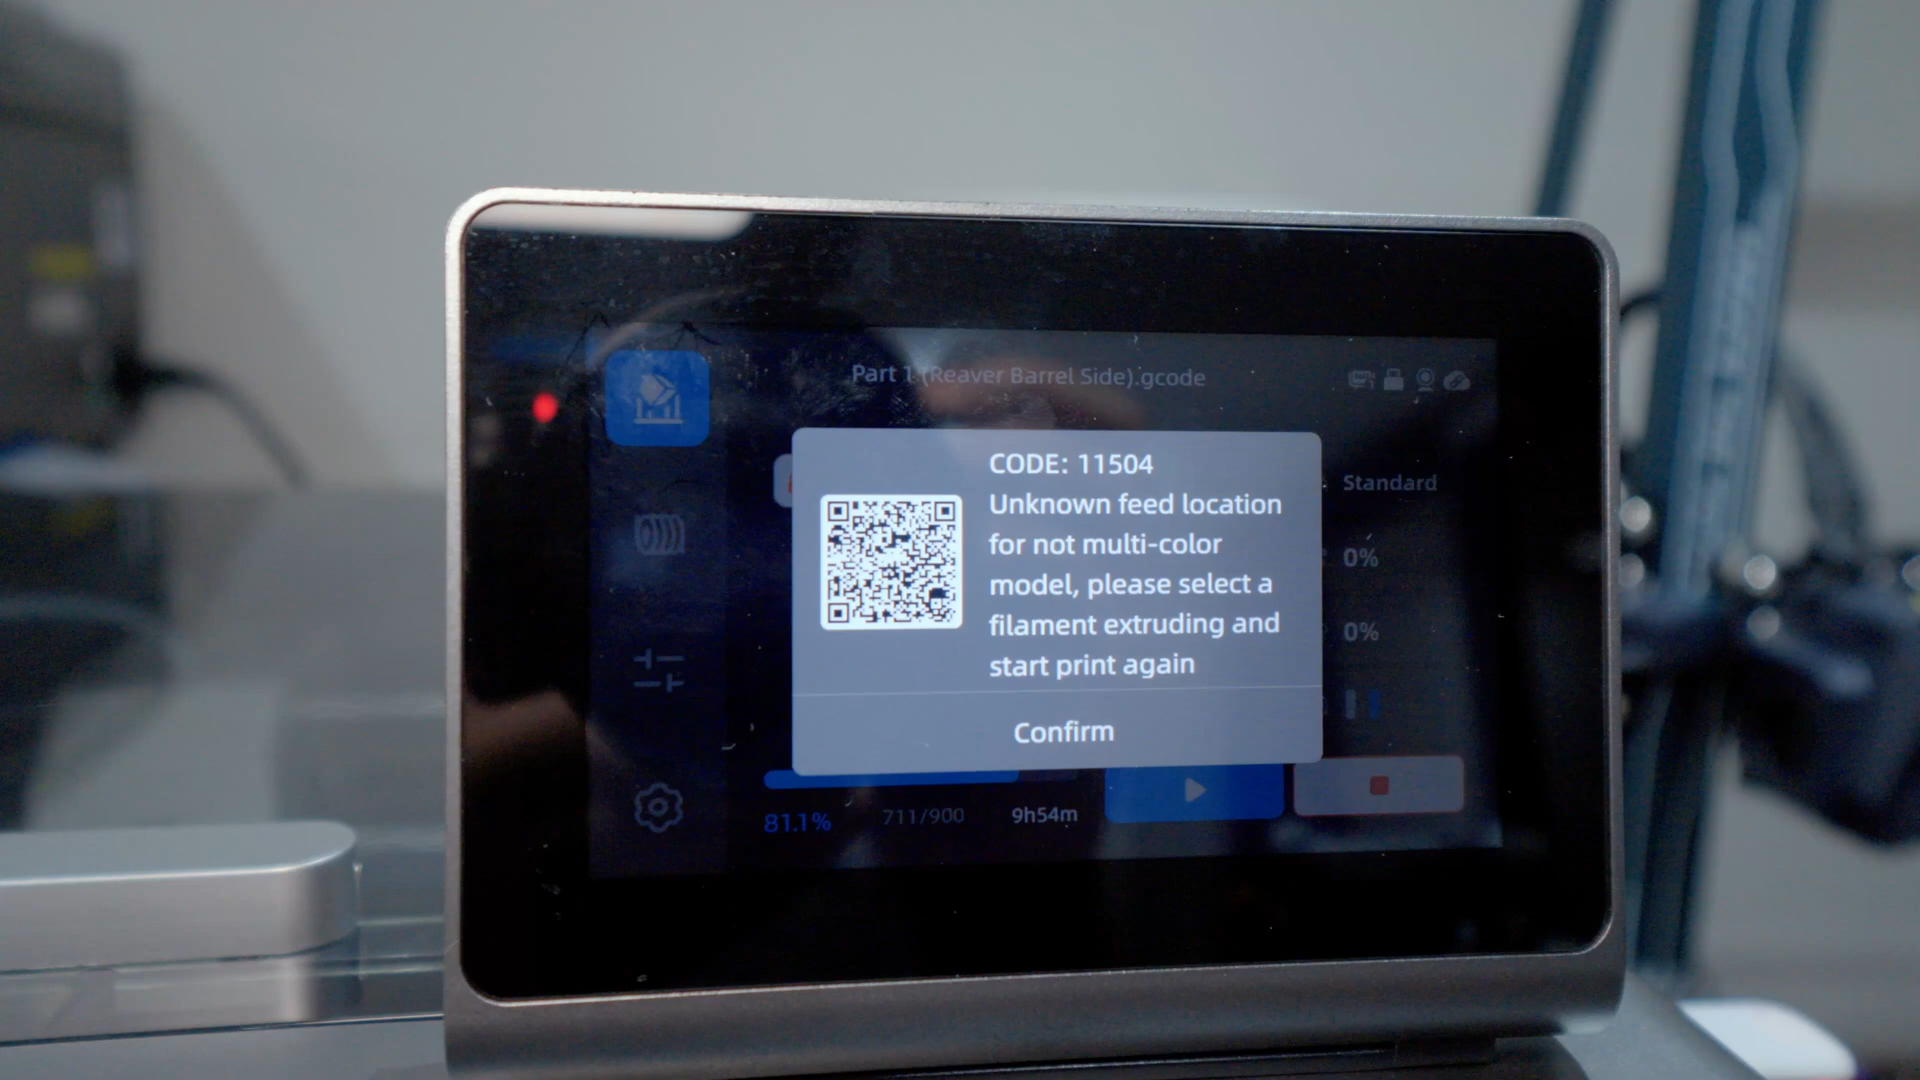 Part 1 (Reaver Barrel Side).gcode
CODE: 11504
Unknown feed location
for not multi-color
model, please select a
filament extruding and
start print again
Confirm
Standard
0%
0%
81.1%
711/900
9h54m